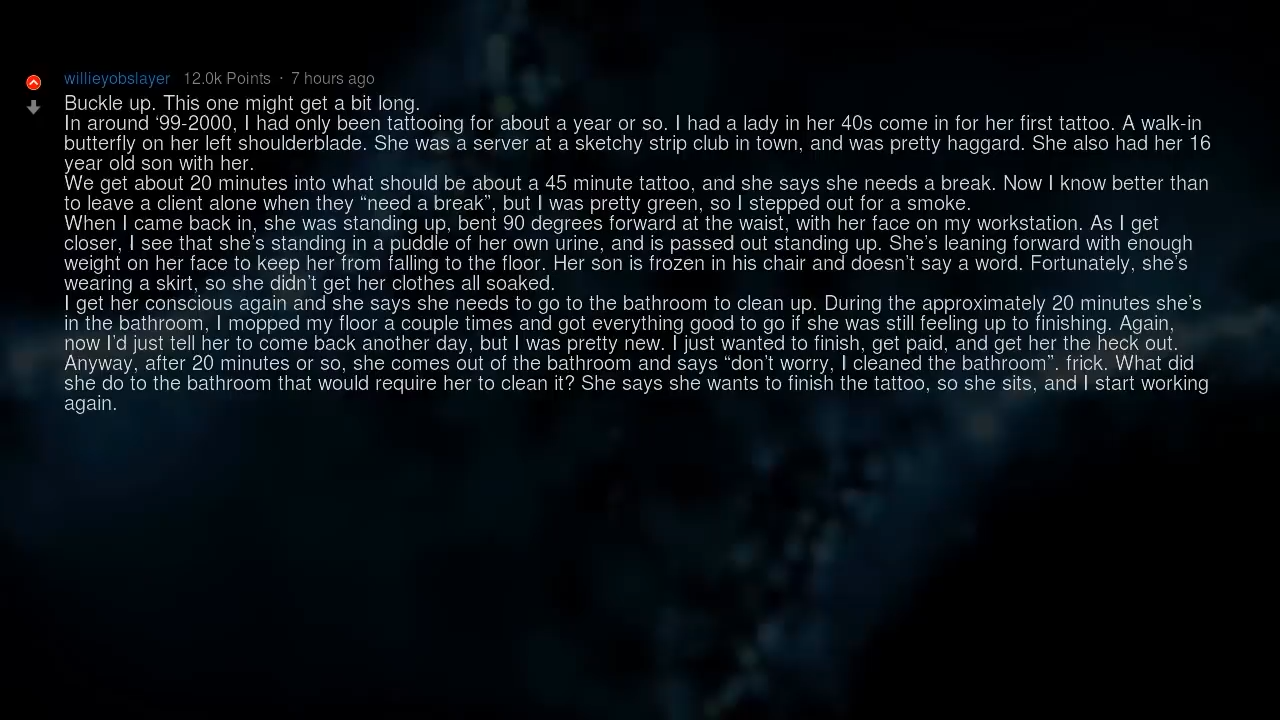 willieyobslayer 12.0k Points · 7 hours ago
Buckle up. This one might get a bit long.
In around ‘99-2000, I had only been tattooing for about a year or so. I had a lady in her 40s come in for her first tattoo. A walk-in
butterfly on her left shoulderblade. She was a server at a sketchy strip club in town, and was pretty haggard. She also had her 16
year old son with her.
We get about 20 minutes into what should be about a 45 minute tattoo, and she says she needs a break. Now I know better than
to leave a client alone when they “need a break”, but I was pretty green, so I stepped out for a smoke.
When I came back in, she was standing up, bent 90 degrees forward at the waist, with her face on my workstation. As I get
closer, I see that she’s standing in a puddle of her own urine, and is passed out standing up. She’s leaning forward with enough
weight on her face to keep her from falling to the floor. Her son is frozen in his chair and doesn’t say a word. Fortunately, she’s
wearing a skirt, so she didn’t get her clothes all soaked.
I get her conscious again and she says she needs to go to the bathroom to clean up. During the approximately 20 minutes she’s
in the bathroom, I mopped my floor a couple times and got everything good to go if she was still feeling up to finishing. Again,
now I’d just tell her to come back another day, but I was pretty new. I just wanted to finish, get paid, and get her the heck out.
Anyway, after 20 minutes or so, she comes out of the bathroom and says “don’t worry, I cleaned the bathroom”. frick. What did
she do to the bathroom that would require her to clean it? She says she wants to finish the tattoo, so she sits, and I start working
again.